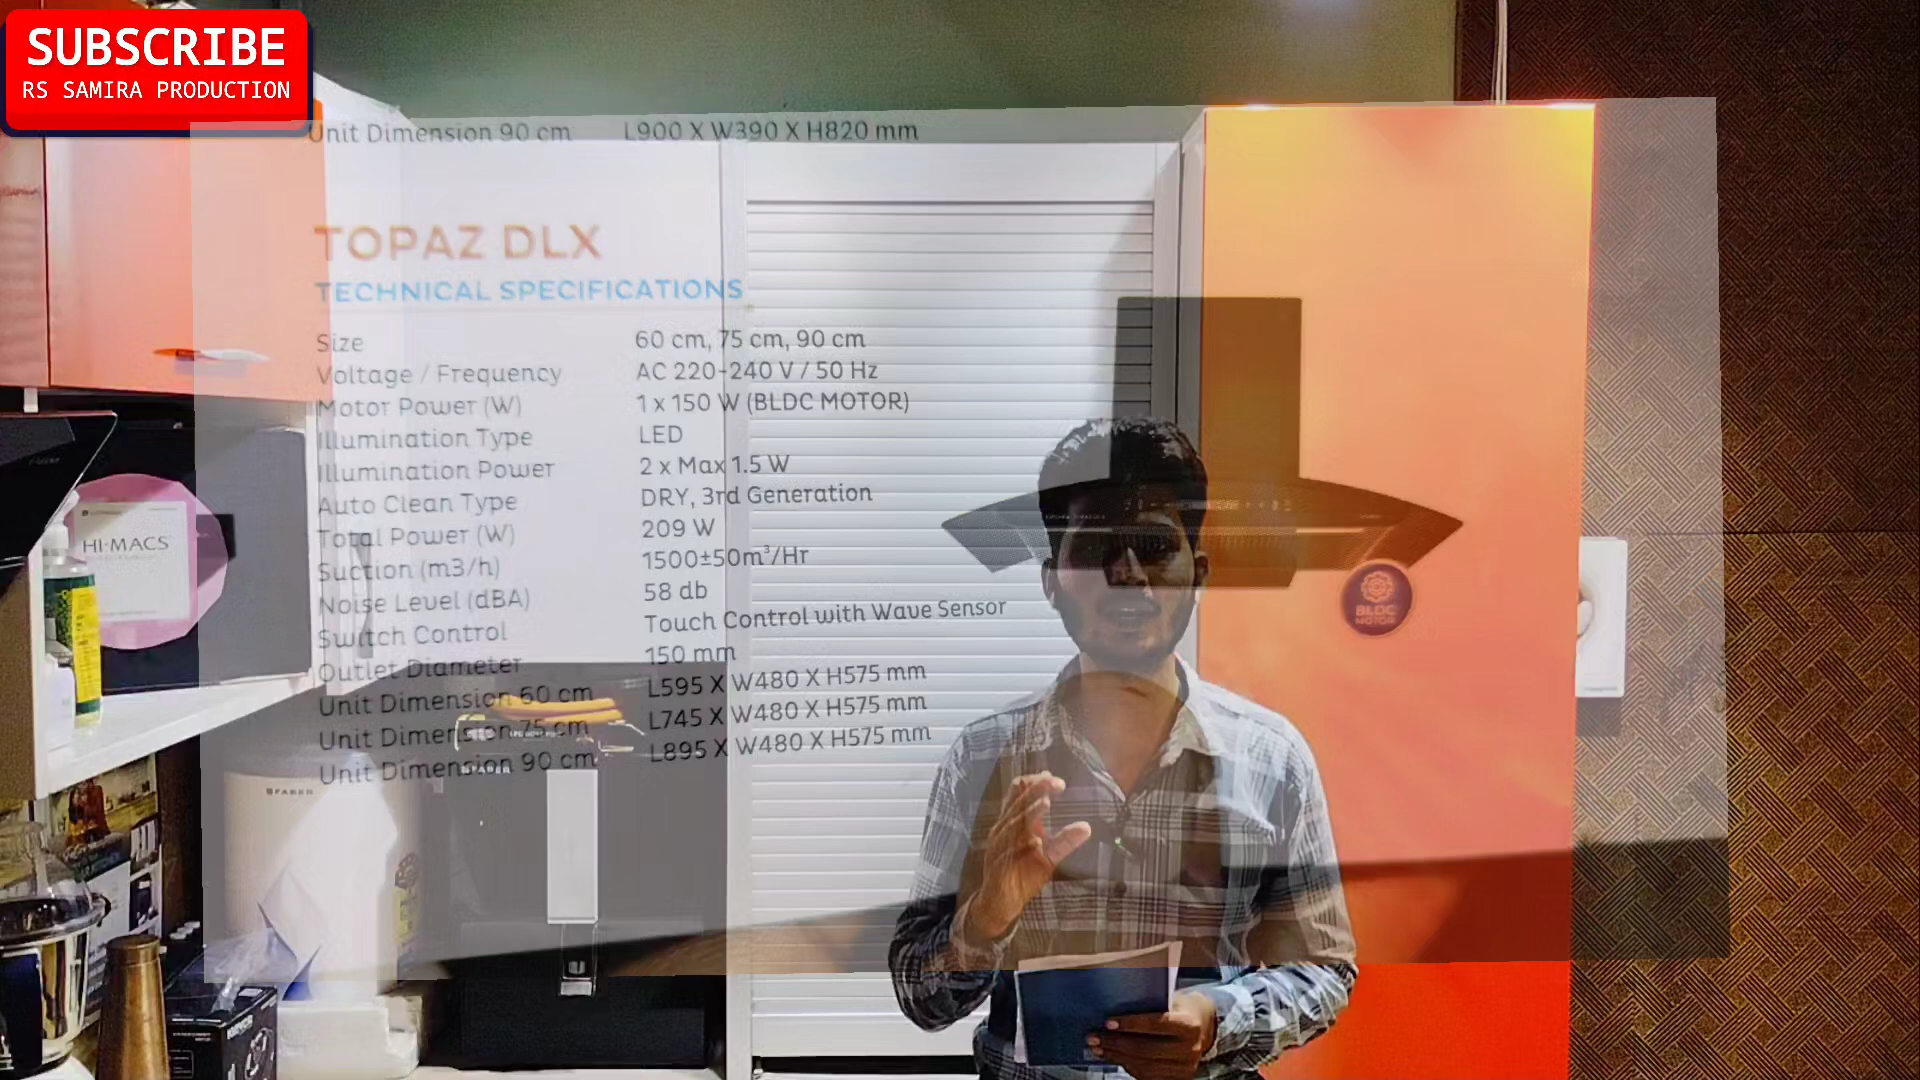 SUBSCRIBE
RS SAMIRA PRODUCTION
Unit Dimension 90 cm L900 X W390 X H820 mm
TOPAZ DLX
TECHNICAL SPECIFICATIONS
Size 60 cm, 75 cm, 90 cm
Voltage / Frequency AC 220-240 V / 50 Hz
Motor Power (W) 1 x 150 W (BLDC MOTOR)
Illumination Type LED
Illumination Power 2 x Max 1.5 W
Auto Clean Type DRY, 3rd Generation
Total Power (W) 209 W
Suction (m3/h) 1500±50m³/Hr
Noise Level (dBA) 58 db
Switch Control Touch Control with Wave Sensor
Outlet Diameter 150 mm
Unit Dimension 60 cm L595 X W480 X H575 mm
Unit Dimension 75 cm L745 X W480 X H575 mm
Unit Dimension 90 cm L895 X W480 X H575 mm
HI-MACS
BLDC
MOTOR
FABER
FABER